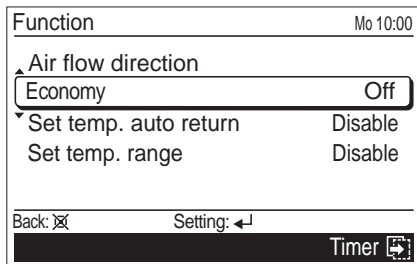 Function Mo 10:00
Air flow direction
Economy Off
Set temp. auto return Disable
Set temp. range Disable
Back: Setting:
Timer